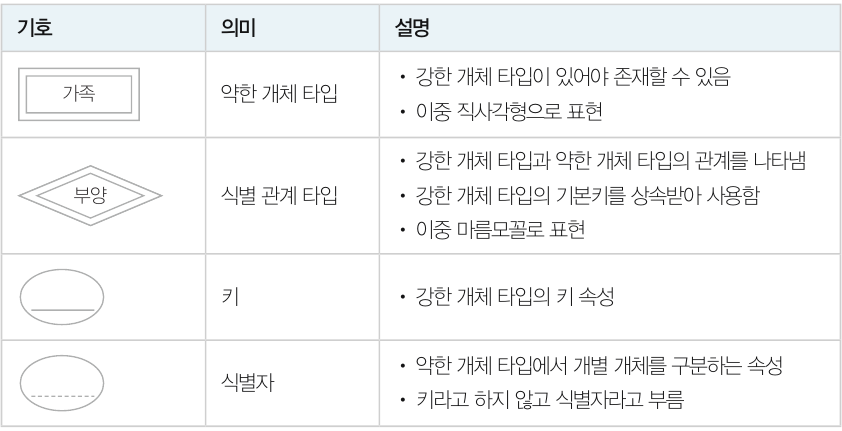 기호 의미 설명
가족 약한 개체 타입
• 강한 개체 타입이 있어야 존재할 수 있음
• 이중 직사각형으로 표현
부양 식별 관계 타입
• 강한 개체 타입과 약한 개체 타입의 관계를 나타냄
• 강한 개체 타입의 기본키를 상속받아 사용함
• 이중 마름모꼴로 표현
키
• 강한 개체 타입의 키 속성
식별자
• 약한 개체 타입에서 개별 개체를 구분하는 속성
• 키라고 하지 않고 식별자라고 부름